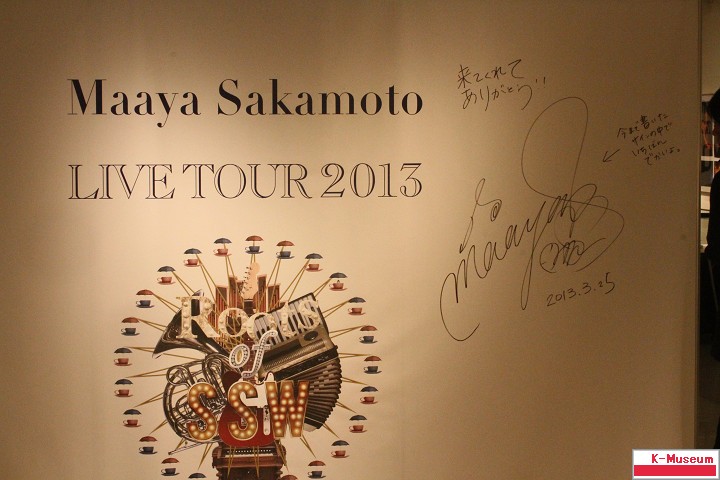 Maaya Sakamoto
LIVE TOUR 2013
来てくれて
ありがとう!!
今まで書いた
サインの中で
いちばん
でかいよ。
maaya
2013.3.25
Roots
of
SSW
K-Museum